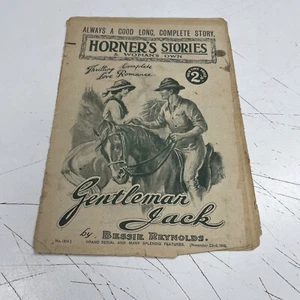 ALWAYS A GOOD LONG, COMPLETE STORY.
HORNER'S STORIES
& WOMAN'S OWN
Thrilling Complete
Love Romance.
2D
Gentleman
Jack
by BESSIE REYNOLDS.
GRAND SERIAL AND MANY SPLENDID FEATURES.